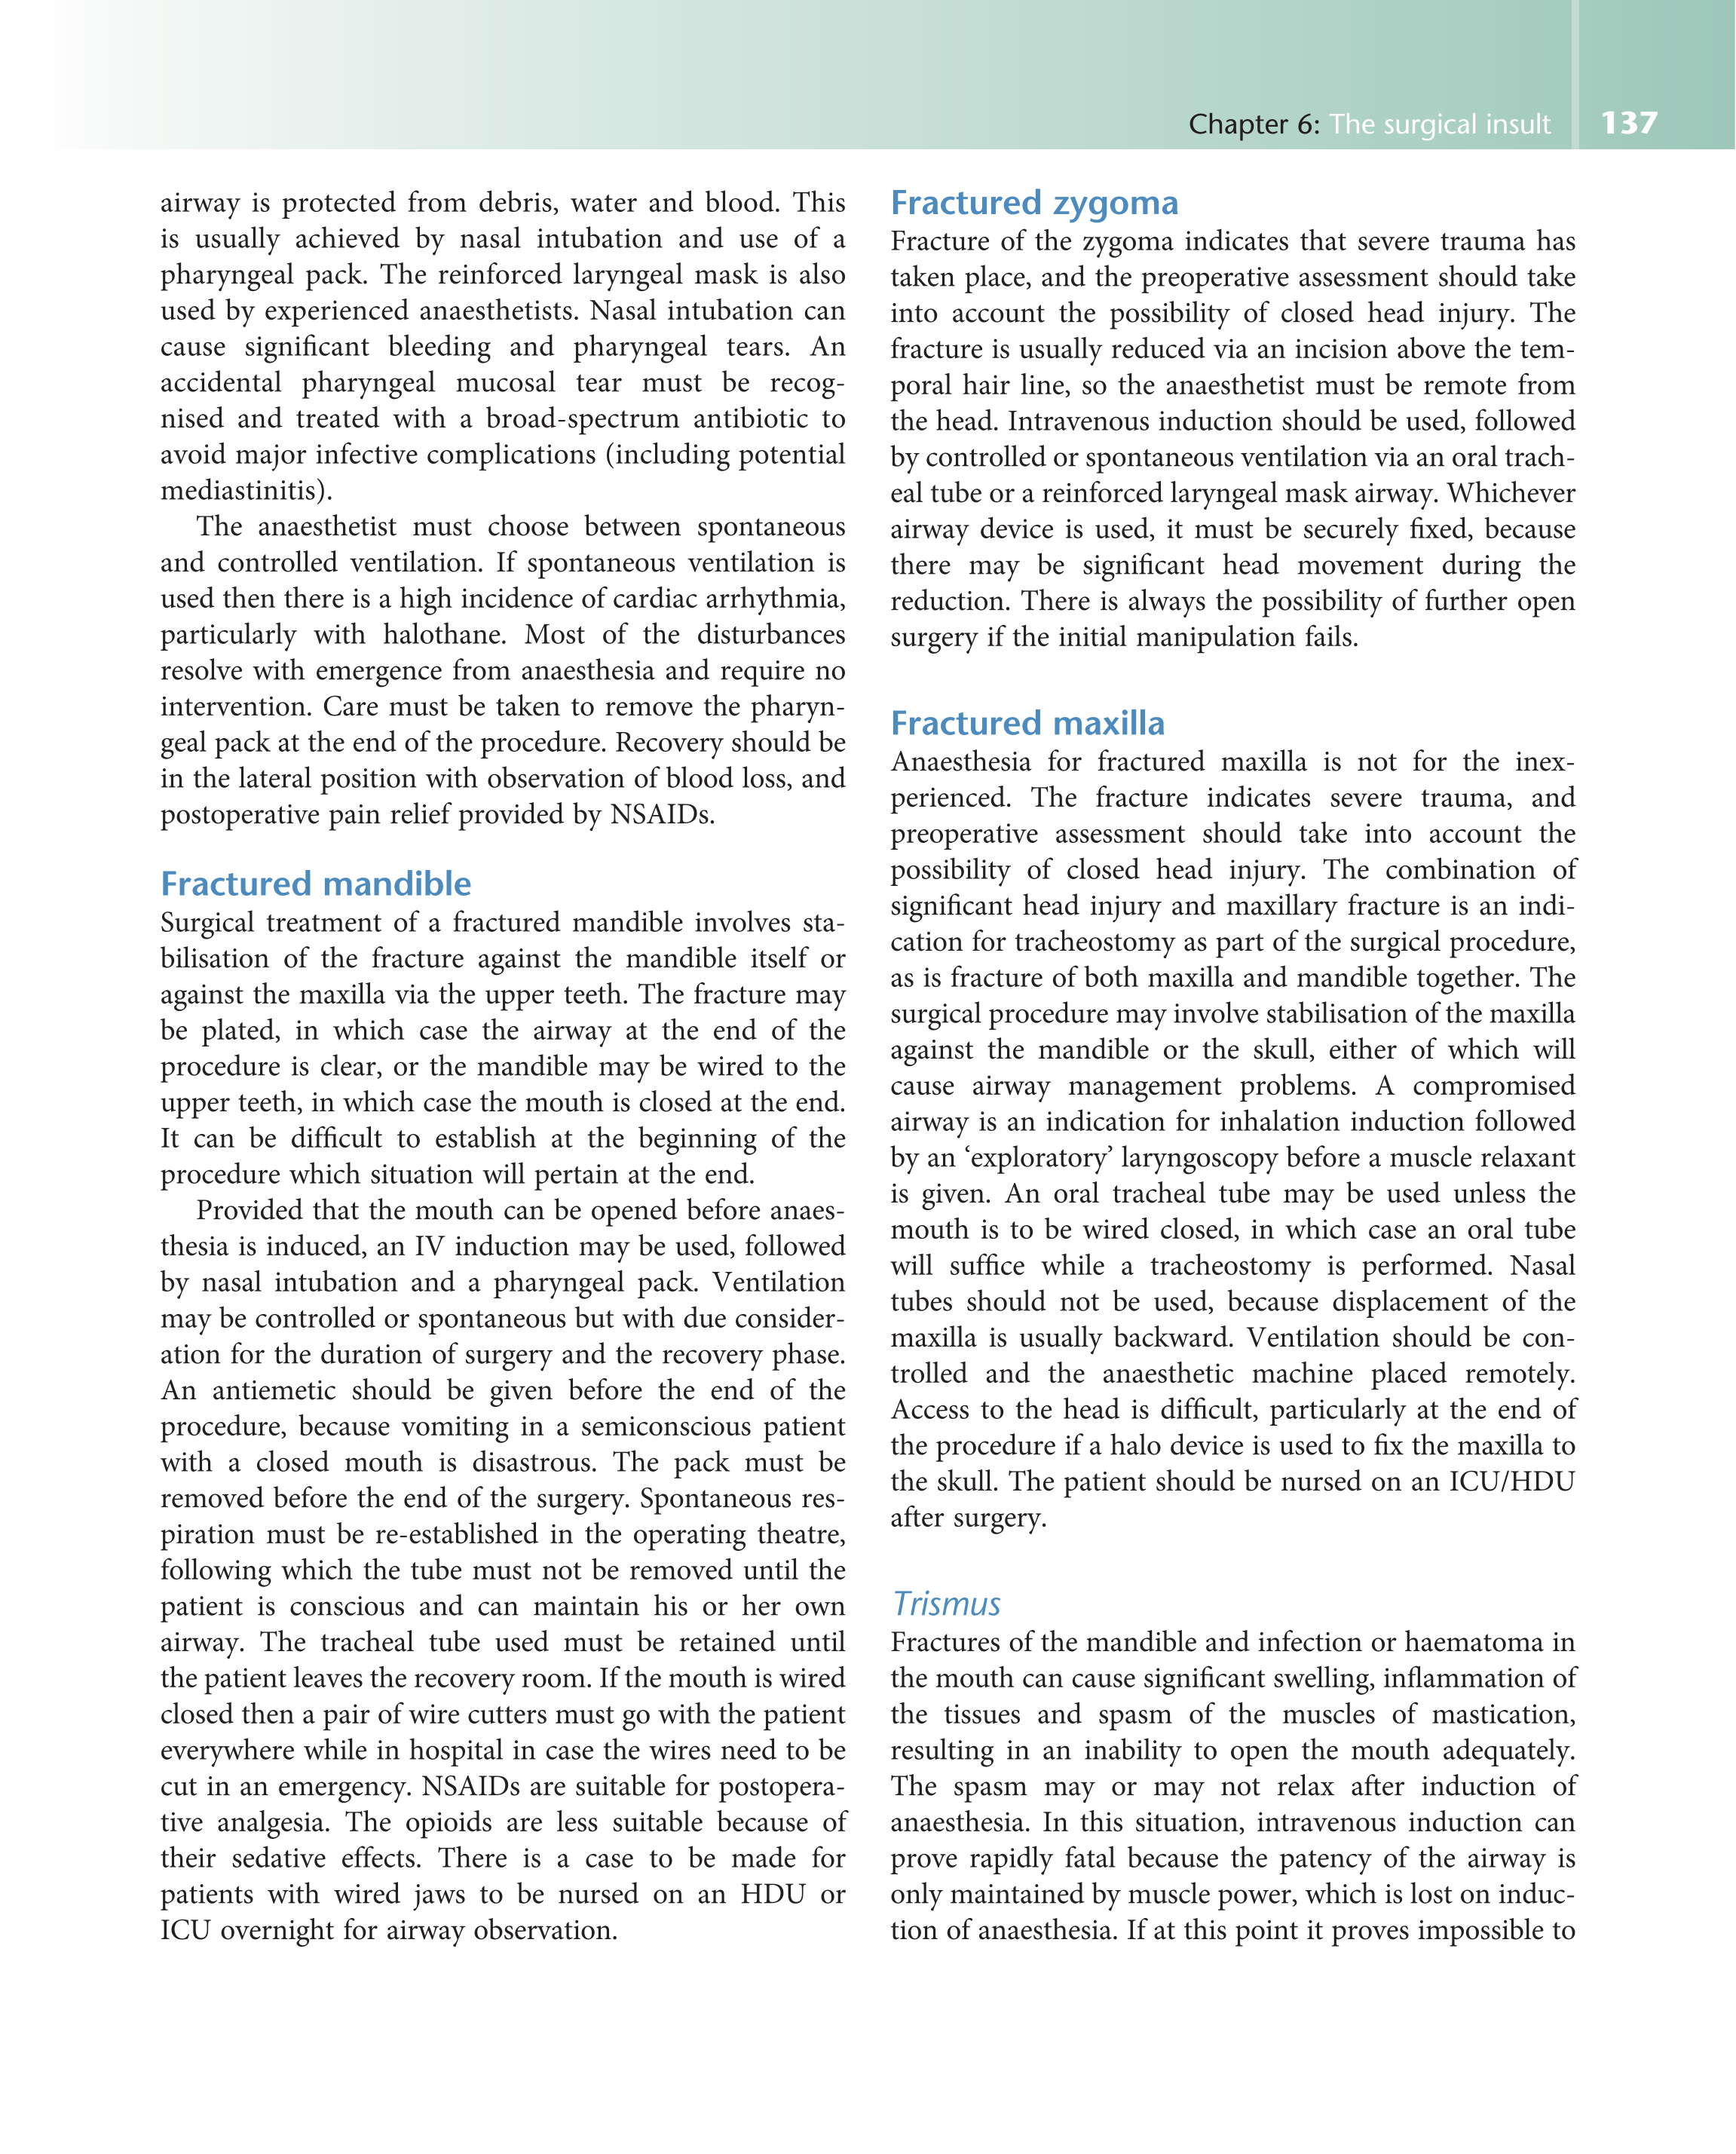 Chapter 6: The surgical insult 137
airway is protected from debris, water and blood. This
is usually achieved by nasal intubation and use of a
pharyngeal pack. The reinforced laryngeal mask is also
used by experienced anaesthetists. Nasal intubation can
cause significant bleeding and pharyngeal tears. An
accidental pharyngeal mucosal tear must be recog-
nised and treated with a broad-spectrum antibiotic to
avoid major infective complications (including potential
mediastinitis).
The anaesthetist must choose between spontaneous
and controlled ventilation. If spontaneous ventilation is
used then there is a high incidence of cardiac arrhythmia,
particularly with halothane. Most of the disturbances
resolve with emergence from anaesthesia and require no
intervention. Care must be taken to remove the pharyn-
geal pack at the end of the procedure. Recovery should be
in the lateral position with observation of blood loss, and
postoperative pain relief provided by NSAIDs.
Fractured mandible
Surgical treatment of a fractured mandible involves sta-
bilisation of the fracture against the mandible itself or
against the maxilla via the upper teeth. The fracture may
be plated, in which case the airway at the end of the
procedure is clear, or the mandible may be wired to the
upper teeth, in which case the mouth is closed at the end.
It can be difficult to establish at the beginning of the
procedure which situation will pertain at the end.
Provided that the mouth can be opened before anaes-
thesia is induced, an IV induction may be used, followed
by nasal intubation and a pharyngeal pack. Ventilation
may be controlled or spontaneous but with due consider-
ation for the duration of surgery and the recovery phase.
An antiemetic should be given before the end of the
procedure, because vomiting in a semiconscious patient
with a closed mouth is disastrous. The pack must be
removed before the end of the surgery. Spontaneous res-
piration must be re-established in the operating theatre,
following which the tube must not be removed until the
patient is conscious and can maintain his or her own
airway. The tracheal tube used must be retained until
the patient leaves the recovery room. If the mouth is wired
closed then a pair of wire cutters must go with the patient
everywhere while in hospital in case the wires need to be
cut in an emergency. NSAIDs are suitable for postopera-
tive analgesia. The opioids are less suitable because of
their sedative effects. There is a case to be made for
patients with wired jaws to be nursed on an HDU or
ICU overnight for airway observation.
Fractured zygoma
Fracture of the zygoma indicates that severe trauma has
taken place, and the preoperative assessment should take
into account the possibility of closed head injury. The
fracture is usually reduced via an incision above the tem-
poral hair line, so the anaesthetist must be remote from
the head. Intravenous induction should be used, followed
by controlled or spontaneous ventilation via an oral trach-
eal tube or a reinforced laryngeal mask airway. Whichever
airway device is used, it must be securely fixed, because
there may be significant head movement during the
reduction. There is always the possibility of further open
surgery if the initial manipulation fails.
Fractured maxilla
Anaesthesia for fractured maxilla is not for the inex-
perienced. The fracture indicates severe trauma, and
preoperative assessment should take into account the
possibility of closed head injury. The combination of
significant head injury and maxillary fracture is an indi-
cation for tracheostomy as part of the surgical procedure,
as is fracture of both maxilla and mandible together. The
surgical procedure may involve stabilisation of the maxilla
against the mandible or the skull, either of which will
cause airway management problems. A compromised
airway is an indication for inhalation induction followed
by an ‘exploratory’ laryngoscopy before a muscle relaxant
is given. An oral tracheal tube may be used unless the
mouth is to be wired closed, in which case an oral tube
will suffice while a tracheostomy is performed. Nasal
tubes should not be used, because displacement of the
maxilla is usually backward. Ventilation should be con-
trolled and the anaesthetic machine placed remotely.
Access to the head is difficult, particularly at the end of
the procedure if a halo device is used to fix the maxilla to
the skull. The patient should be nursed on an ICU/HDU
after surgery.
Trismus
Fractures of the mandible and infection or haematoma in
the mouth can cause significant swelling, inflammation of
the tissues and spasm of the muscles of mastication,
resulting in an inability to open the mouth adequately.
The spasm may or may not relax after induction of
anaesthesia. In this situation, intravenous induction can
prove rapidly fatal because the patency of the airway is
only maintained by muscle power, which is lost on induc-
tion of anaesthesia. If at this point it proves impossible to